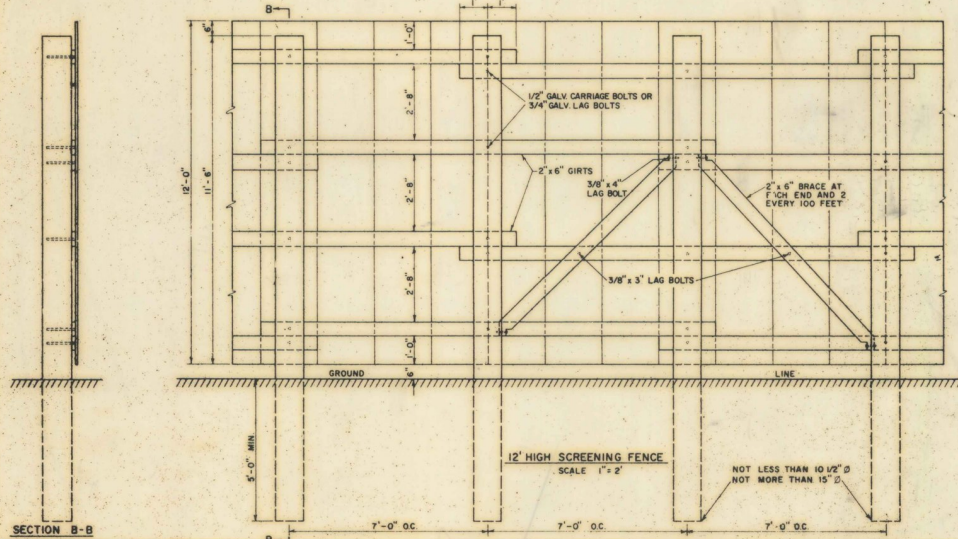 B
1' 1'
6"
1'-0"
1/2" GALV. CARRIAGE BOLTS OR
3/4" GALV. LAG BOLTS
2'-8"
12'-0"
11'-6"
2" x 6" GIRTS
3/8" x 4"
LAG BOLT
2" x 6" BRACE AT
EACH END AND 2
EVERY 100 FEET
2'-8"
3/8" x 3" LAG BOLTS
2'-8"
1'-0"
GROUND
6"
LINE
5'-0" MIN.
12' HIGH SCREENING FENCE
SCALE 1" = 2'
NOT LESS THAN 10 1/2" Ø
NOT MORE THAN 15" Ø
7'-0" O.C.
7'-0" O.C.
7'-0" O.C.
SECTION B-B
B